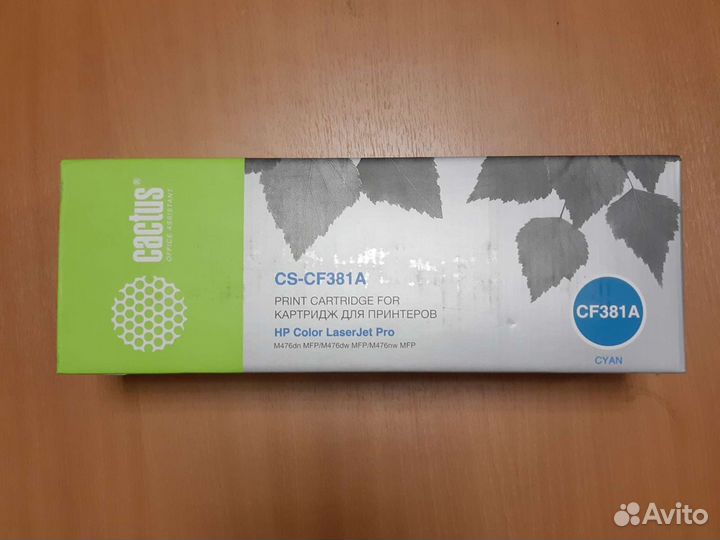 cactus®
OFFICE ASSISTANT
CS-CF381A
PRINT CARTRIDGE FOR
КАРТРИДЖ ДЛЯ ПРИНТЕРОВ
HP Color LaserJet Pro
M476dn MFP/M476dw MFP/M476nw MFP
CF381A
CYAN
Avito